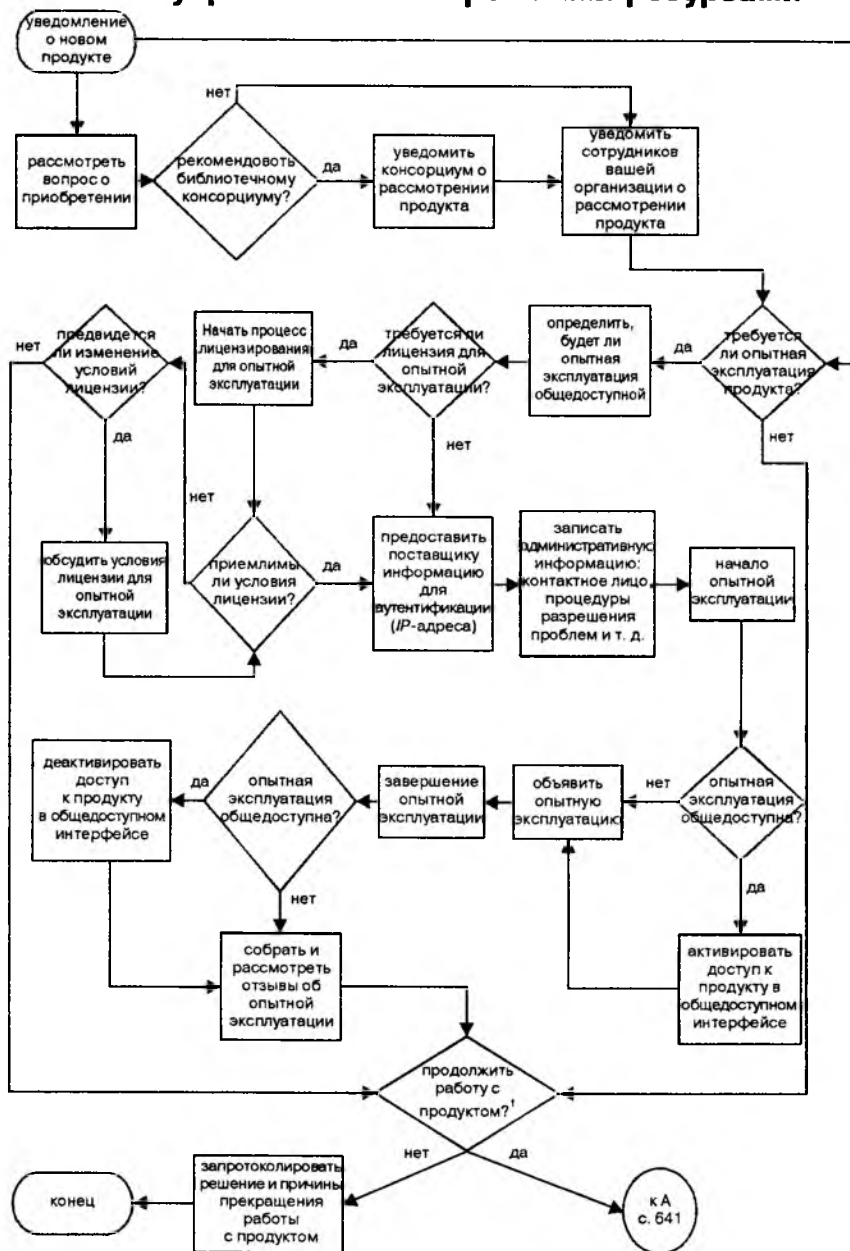 уведомление
о новом
продукте
нет
рассмотреть
вопрос о
приобретении
рекомендовоть
библиотечному
консорциуму?
да
уведомить
консорциум о
рассмотрении
продукта
уведомить
сотрудников
вашей
организации о
рассмотрении
продукта
нет
предвидется
ли изменение
условий
лицензии?
да
Начать процесс
лицензирования
для опытной
эксплуатации
да
требуется ли
лицензия для
опытной
эксплуатации?
нет
определить,
будет ли
опытная
эксплуатация
общедоступной
да
требуется
ли опытная
эксплуатация
продукта?
нет
нет
обсудить условия
лицензии для
опытной
эксплуатации
приемлимы
ли условия
лицензии?
да
предоставить
поставщику
информацию
для
аутентификации
(IP-адреса)
записать
административную
информацию:
контактное лицо,
процедуры
разрешения
проблем и т. д.
начало
опытной
эксплуатации
деактивировать
доступ
к продукту
в общедоступном
интерфейсе
да
опытная
эксплуатация
общедоступна?
нет
завершение
опытной
эксплуатации
объявить
опытную
эксплуатацию
нет
опытная
эксплуатация
общедоступна?
да
собрать и
рассмотреть
отзывы об
опытной
эксплуатации
активировать
доступ к
продукту в
общедоступном
интерфейсе
продолжить
работу с
продуктом?†
нет
да
конец
запротоколировать
решение и причины
прекращения
работы
с продуктом
к А
с. 641